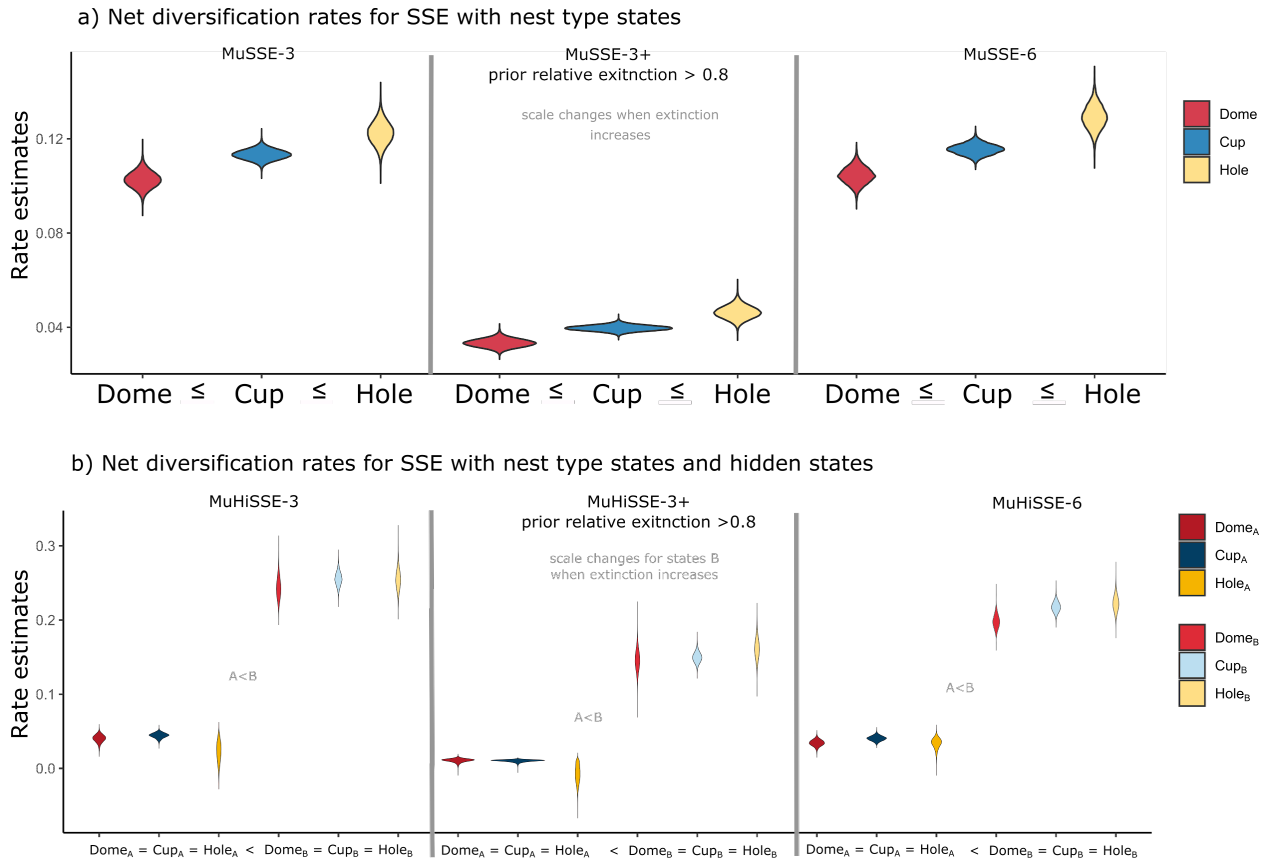 a) Net diversification rates for SSE with nest type states
MuSSE-3
MuSSE-3+
prior relative exitnction > 0.8
MuSSE-6
scale changes when extinction
increases
Rate estimates
0.12
0.08
0.04
Dome ≤ Cup ≤ Hole
Dome ≤ Cup ≤ Hole
Dome ≤ Cup ≤ Hole
Dome
Cup
Hole
b) Net diversification rates for SSE with nest type states and hidden states
MuHiSSE-3
MuHiSSE-3+
prior relative exitnction >0.8
MuHiSSE-6
scale changes for states B
when extinction increases
Rate estimates
0.3
0.2
0.1
0.0
A<B
A<B
A<B
DomeA = CupA = HoleA < DomeB = CupB = HoleB
DomeA = CupA = HoleA < DomeB = CupB = HoleB
DomeA = CupA = HoleA < DomeB = CupB = HoleB
DomeA
CupA
HoleA
DomeB
CupB
HoleB